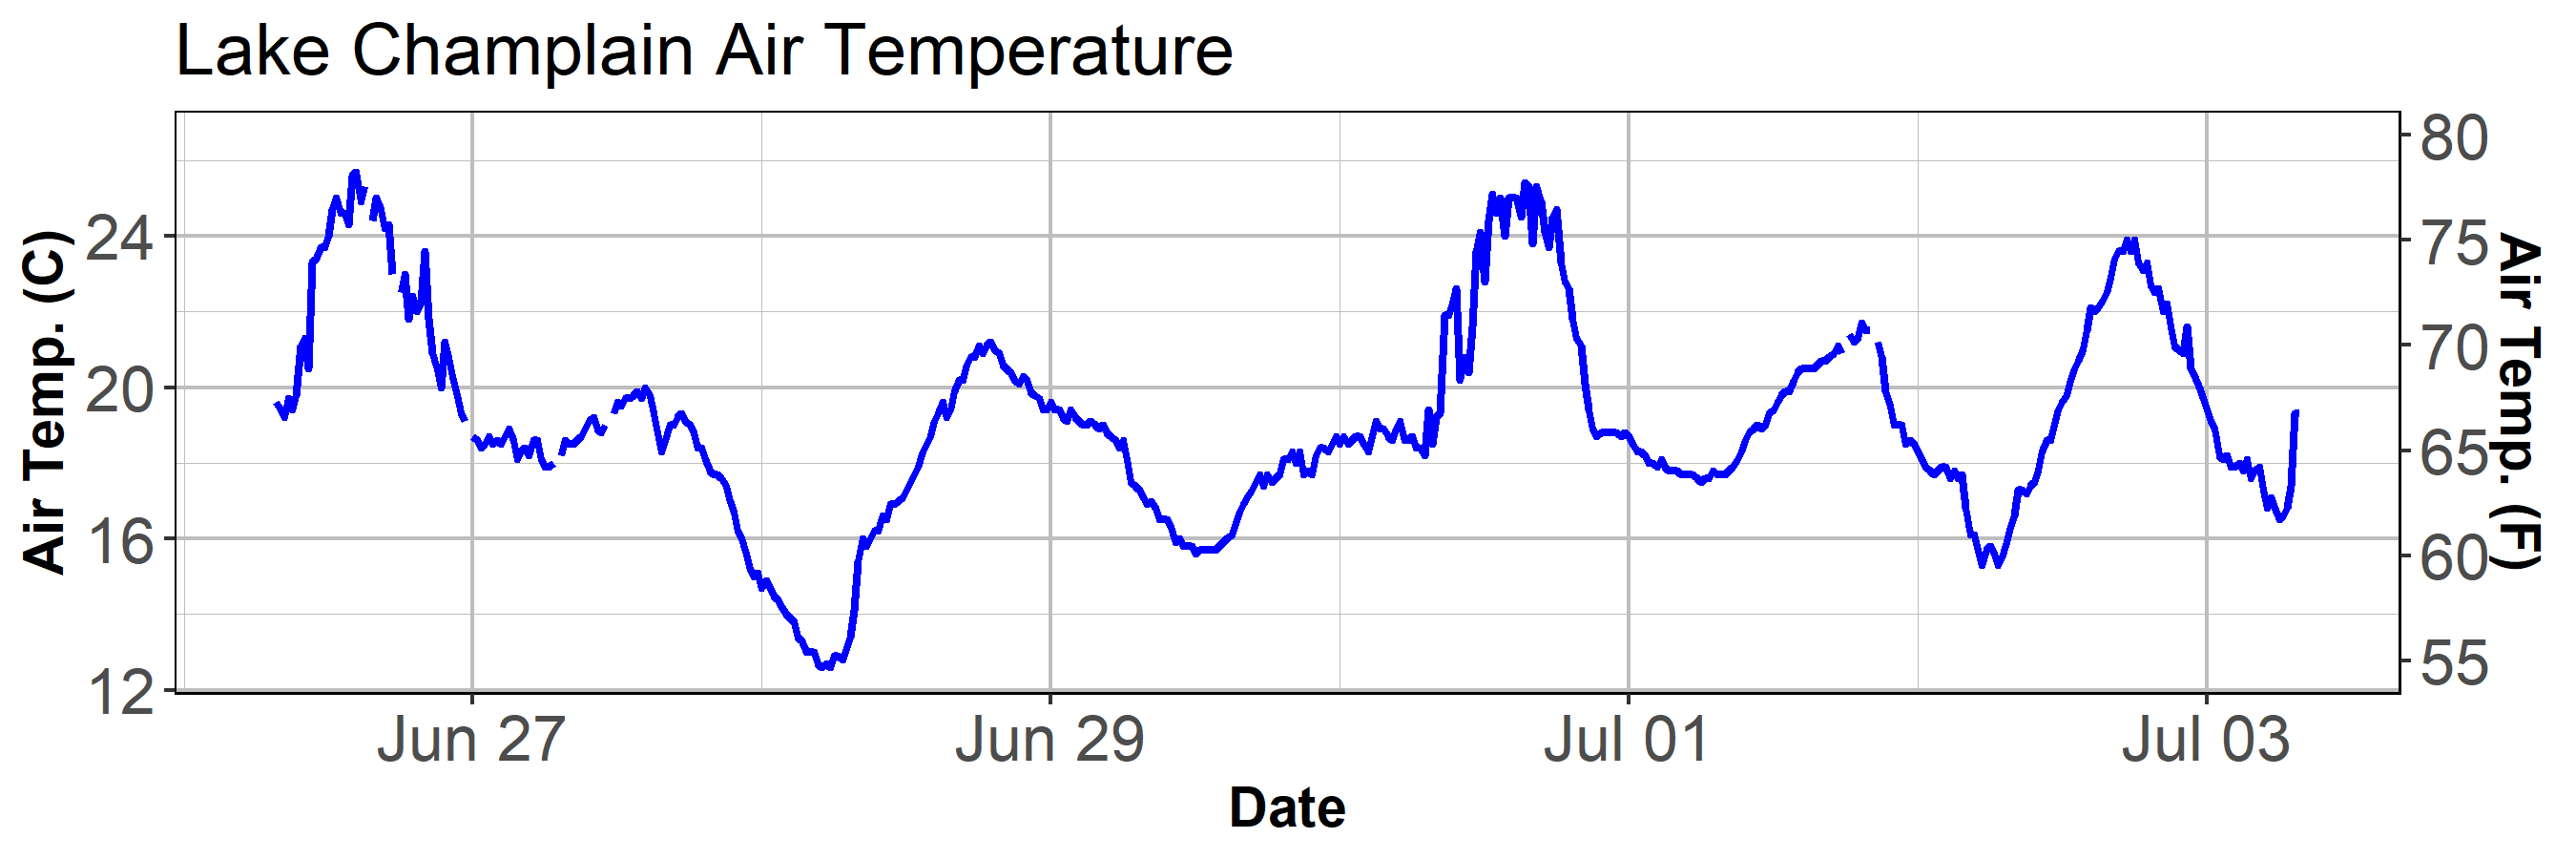 Lake Champlain Air Temperature
Air Temp. (C)
24
20
16
12
80
75
70
65
60
55
Air Temp. (F)
Jun 27
Jun 29
Jul 01
Jul 03
Date